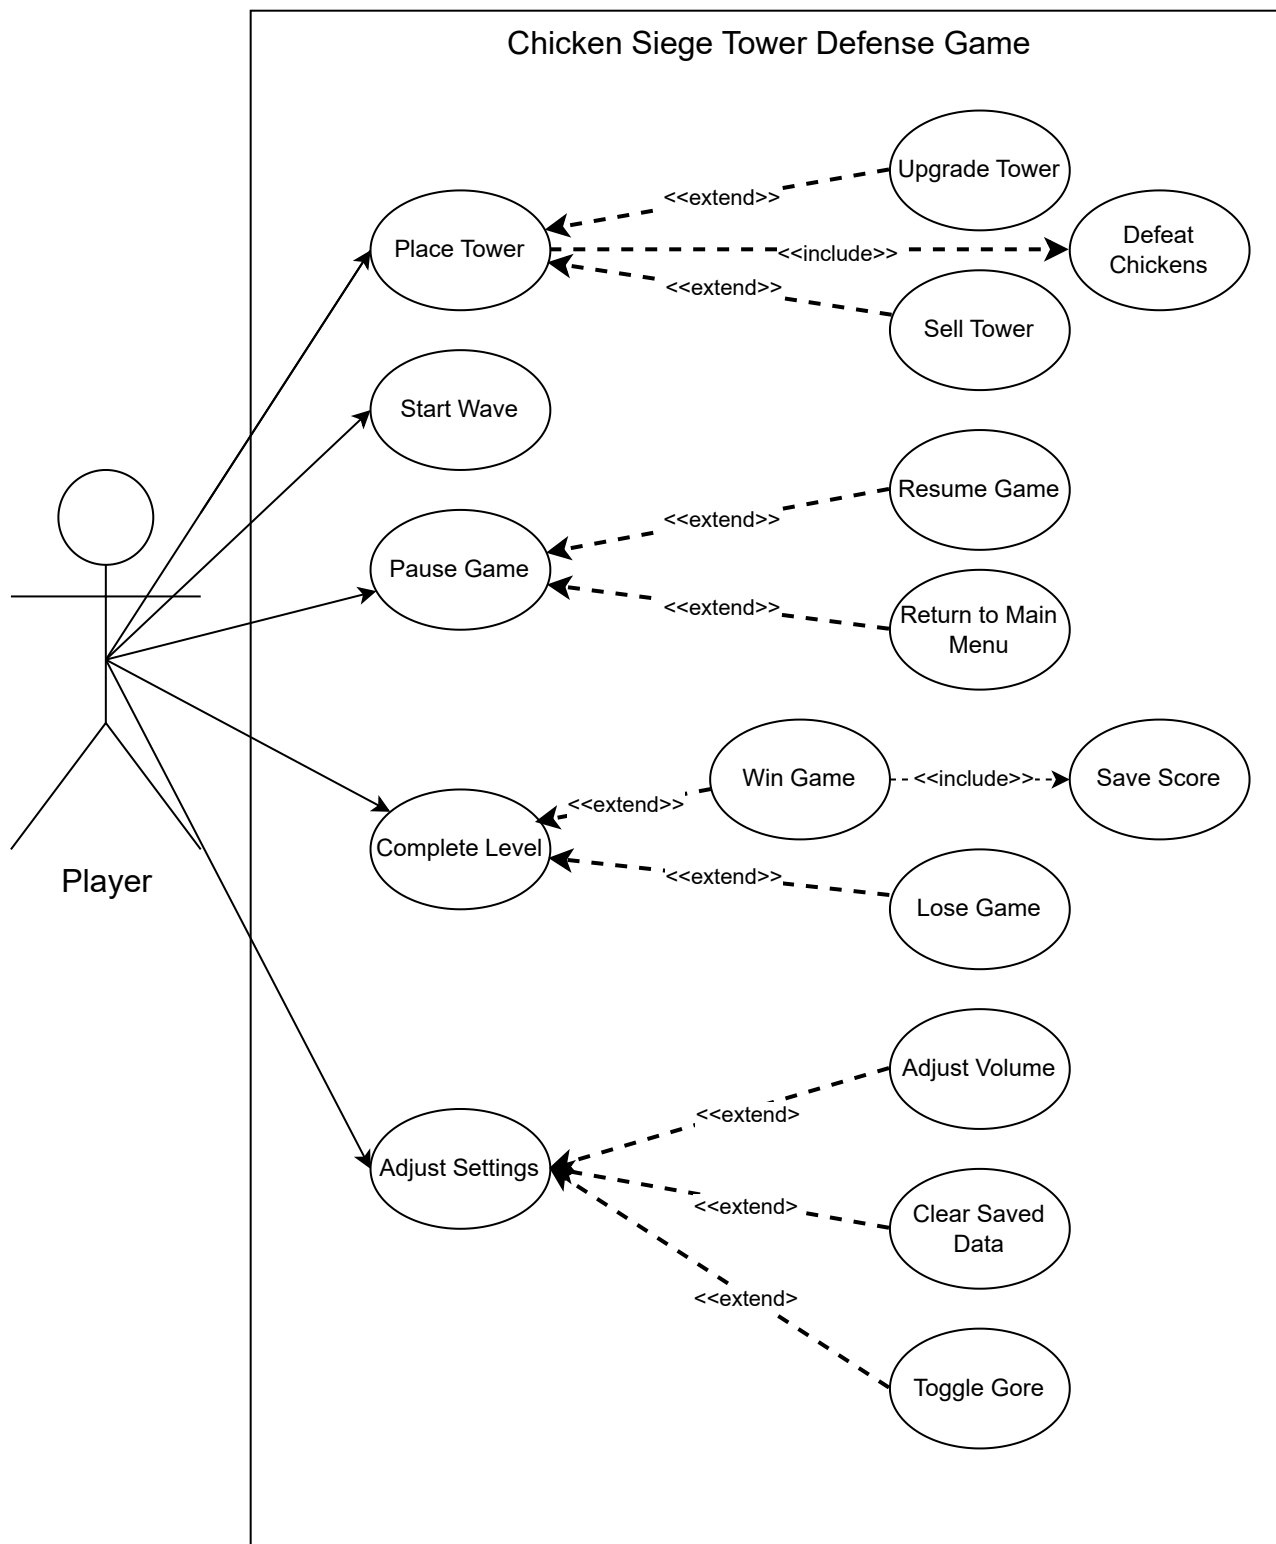 Chicken Siege Tower Defense Game
Upgrade Tower
<<extend>>
Place Tower
<<include>>
Defeat
Chickens
<<extend>>
Sell Tower
Start Wave
Resume Game
<<extend>>
Pause Game
<<extend>>
Return to Main
Menu
Win Game
<<include>>
Save Score
<<extend>>
Complete Level
<<extend>>
Lose Game
Player
Adjust Volume
<<extend>
Adjust Settings
<<extend>
Clear Saved
Data
<<extend>
Toggle Gore